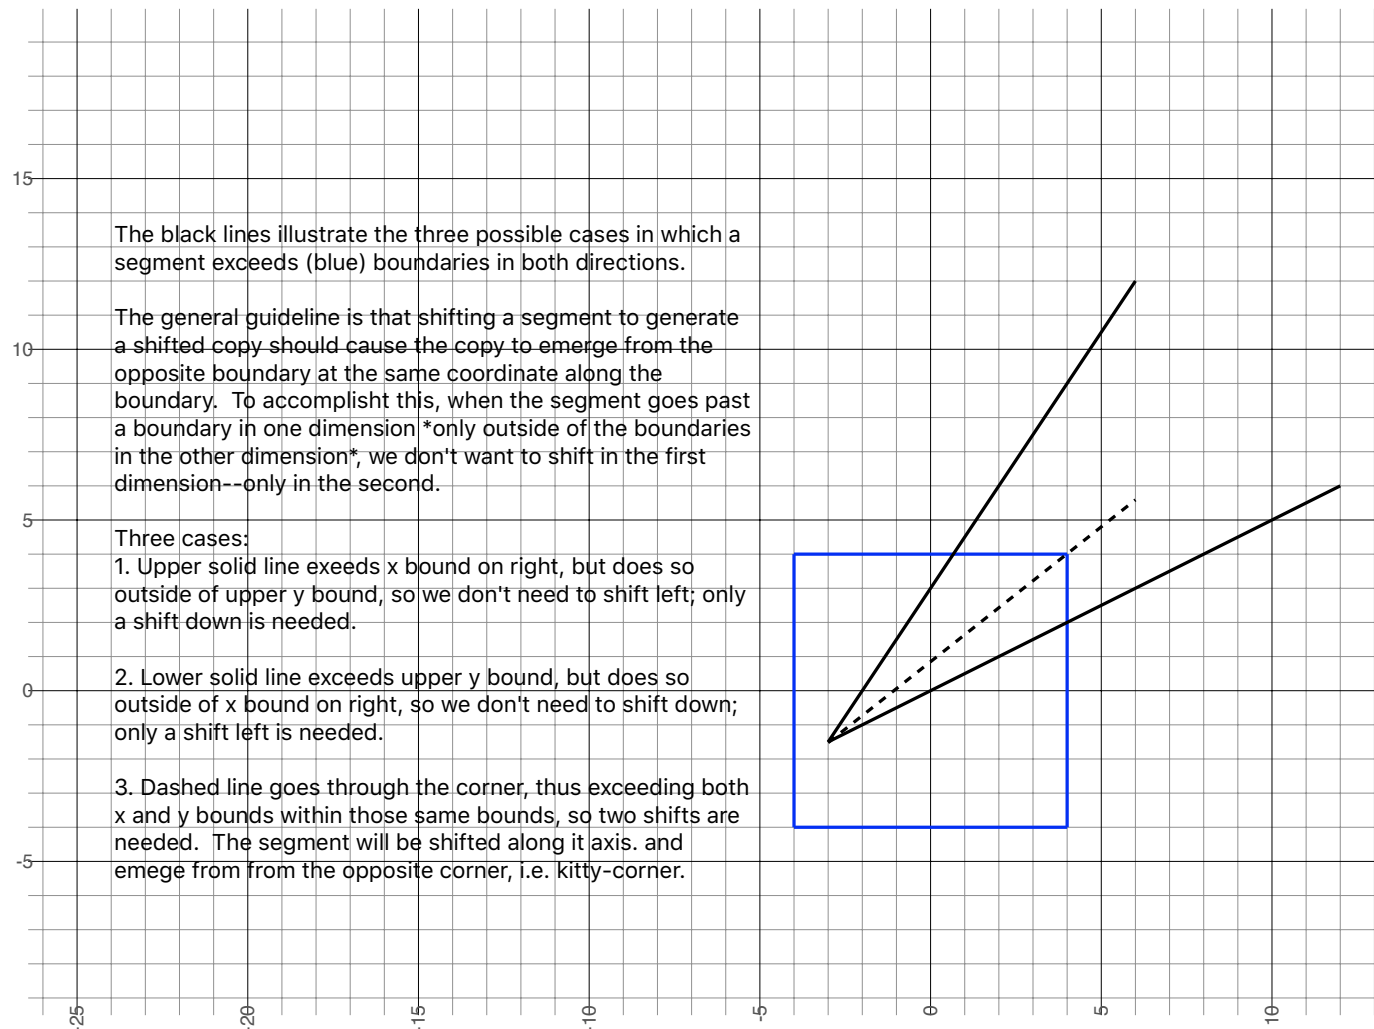 The black lines illustrate the three possible cases in which a
segment exceeds (blue) boundaries in both directions.
The general guideline is that shifting a segment to generate
a shifted copy should cause the copy to emerge from the
opposite boundary at the same coordinate along the
boundary.  To accomplisht this, when the segment goes past
a boundary in one dimension *only outside of the boundaries
in the other dimension*, we don't want to shift in the first
dimension--only in the second.
Three cases:
1. Upper solid line exeeds x bound on right, but does so
outside of upper y bound, so we don't need to shift left; only
a shift down is needed.
2. Lower solid line exceeds upper y bound, but does so
outside of x bound on right, so we don't need to shift down;
only a shift left is needed.
3. Dashed line goes through the corner, thus exceeding both
x and y bounds within those same bounds, so two shifts are
needed.  The segment will be shifted along it axis. and
emege from from the opposite corner, i.e. kitty-corner.
15
10
5
0
-5
-25
-20
-15
-10
-5
0
5
10